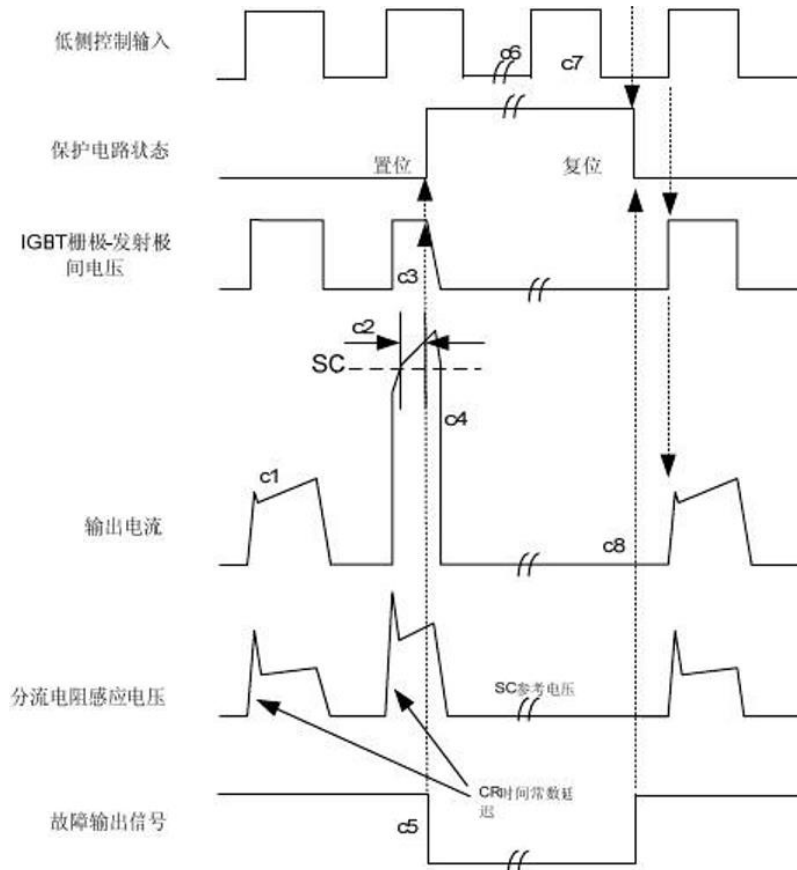 低侧控制输入
c6
c7
保护电路状态
置位
复位
IGBT栅极-发射极
间电压
c3
c2
SC
c4
c1
输出电流
c8
分流电阻感应电压
SC参考电压
CR时间常数延
迟
故障输出信号
c5